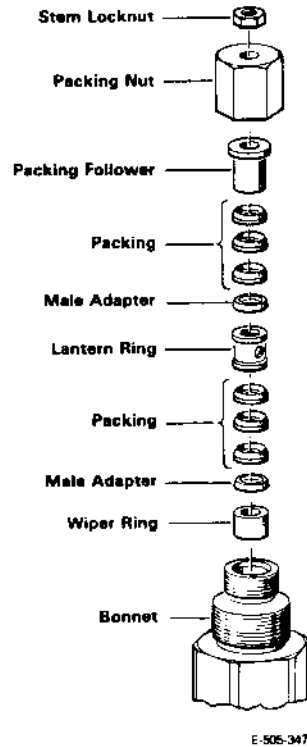 Stem Locknut
Packing Nut
Packing Follower
Packing
Male Adapter
Lantern Ring
Packing
Male Adapter
Wiper Ring
Bonnet
E-505-347